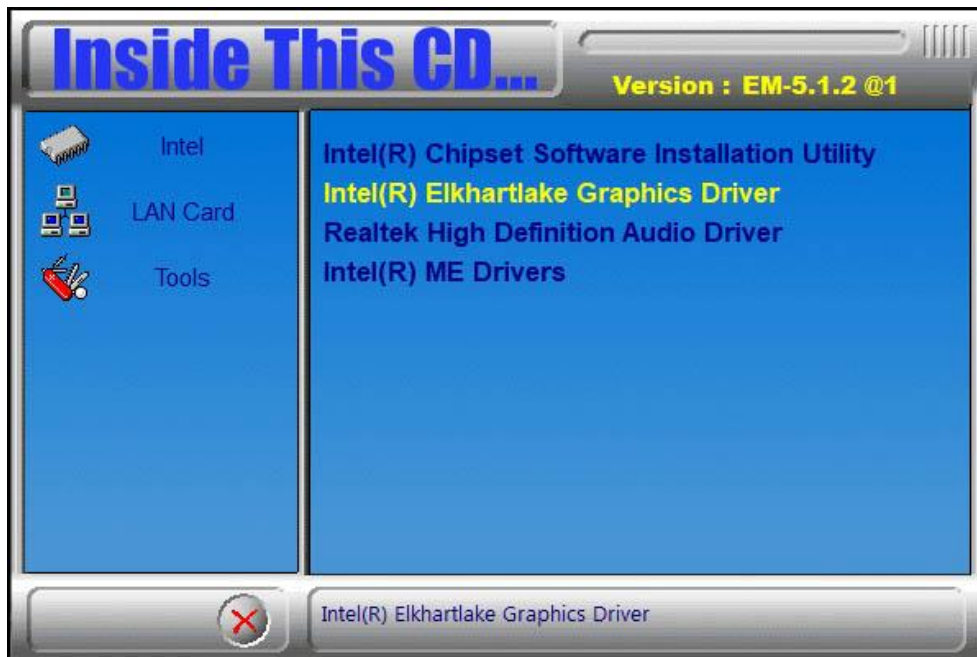 Inside This CD...
Version : EM-5.1.2 @1
Intel
LAN Card
Tools
Intel(R) Chipset Software Installation Utility
Intel(R) Elkhartlake Graphics Driver
Realtek High Definition Audio Driver
Intel(R) ME Drivers
Intel(R) Elkhartlake Graphics Driver